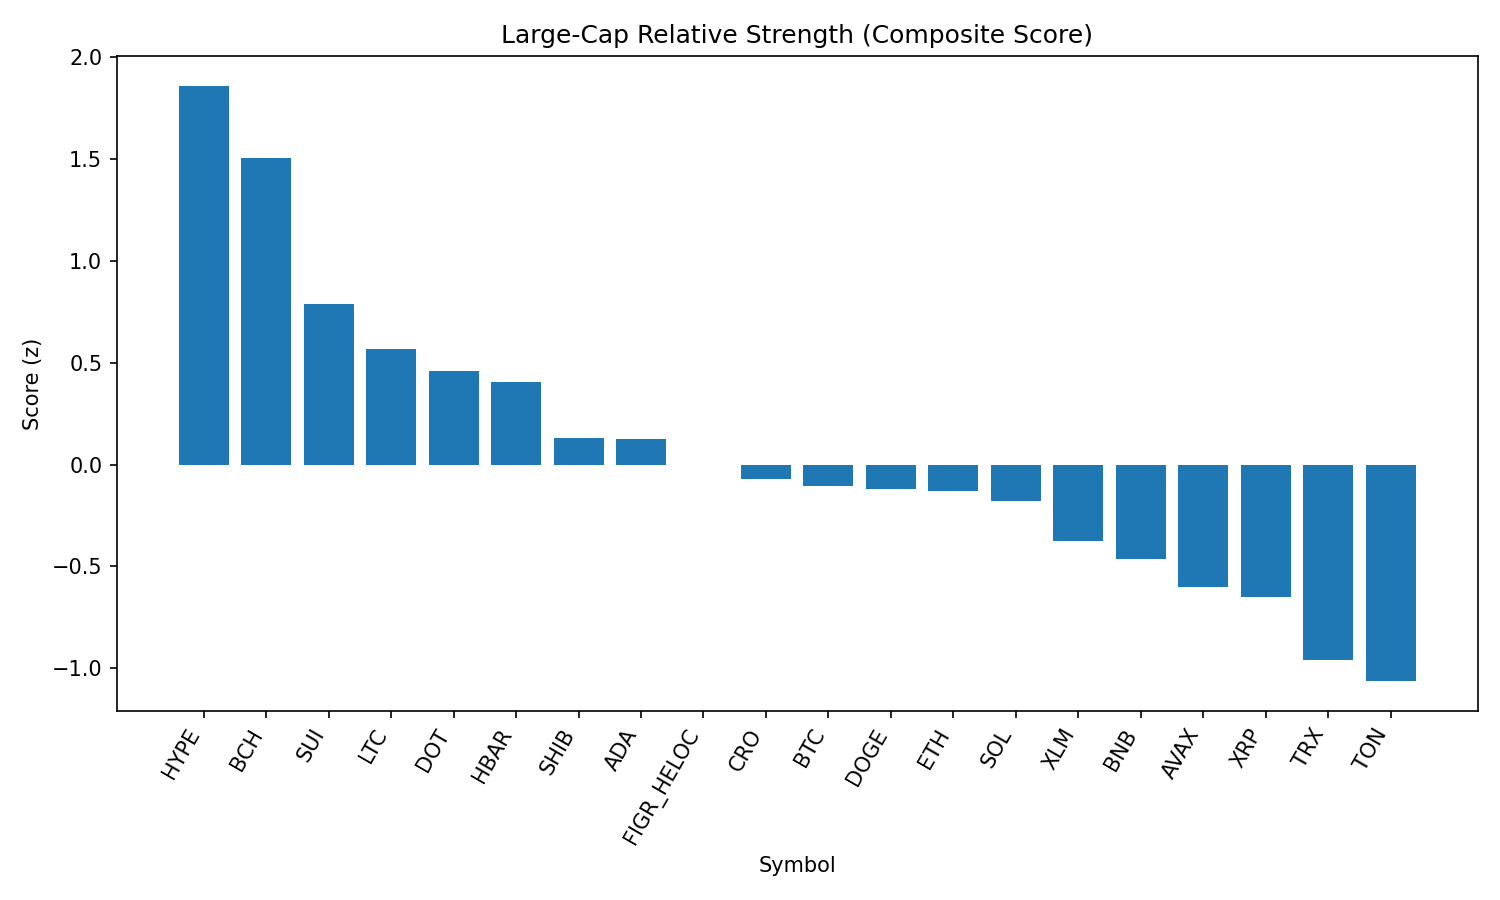 Large-Cap Relative Strength (Composite Score)
2.0
1.5
1.0
0.5
0.0
−0.5
−1.0
Score (z)
HYPE
BCH
SUI
LTC
DOT
HBAR
SHIB
ADA
FIGR_HELOC
CRO
BTC
DOGE
ETH
SOL
XLM
BNB
AVAX
XRP
TRX
TON
Symbol